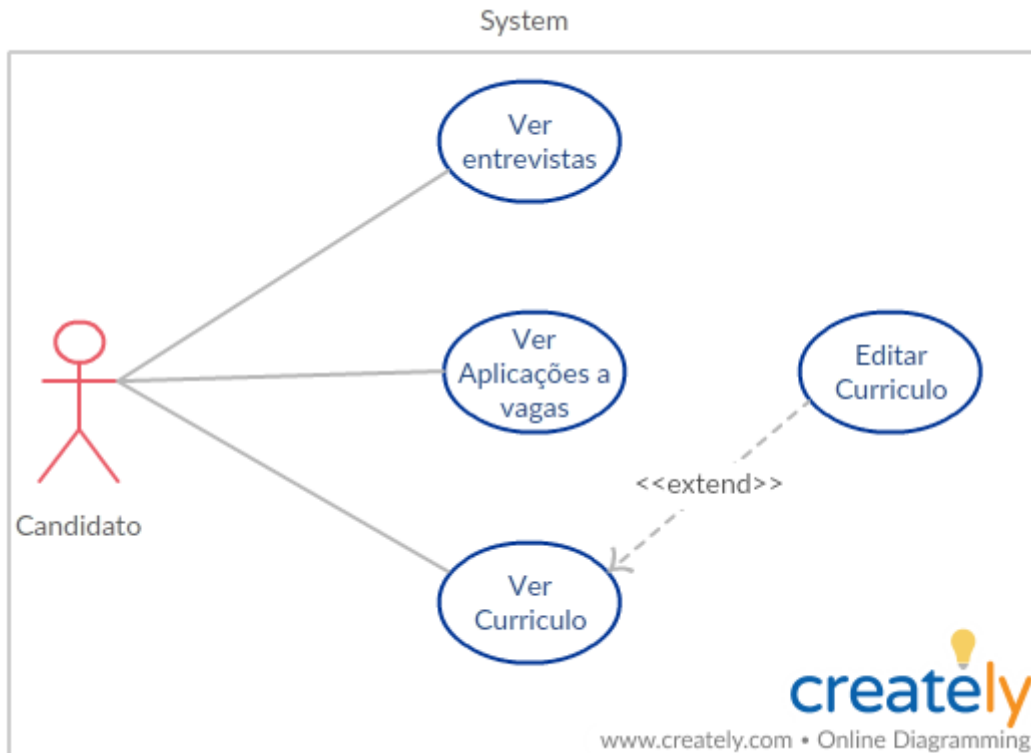 System
Ver
entrevistas
Ver
Aplicações a
vagas
Editar
Curriculo
<<extend>>
Candidato
Ver
Curriculo
creately
www.creately.com • Online Diagramming